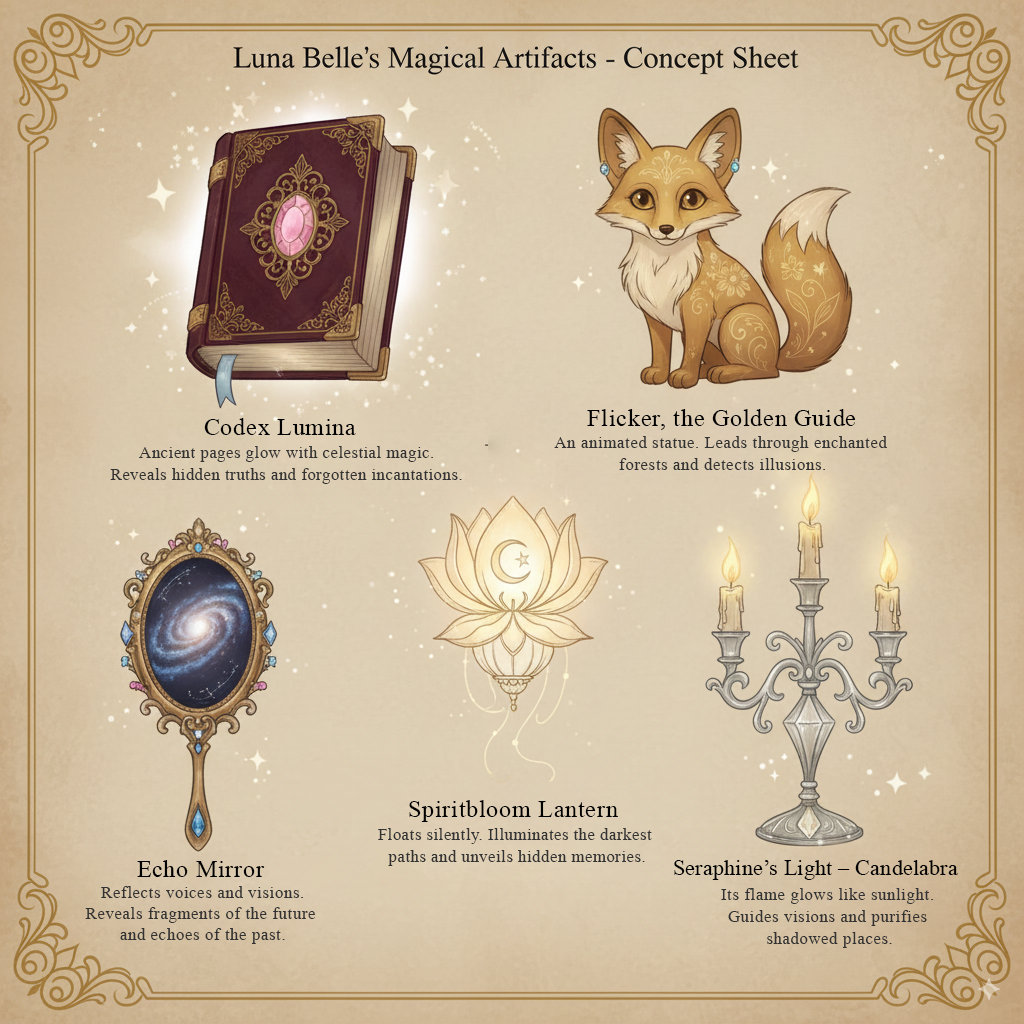 Luna Belle's Magical Artifacts - Concept Sheet
Codex Lumina
Ancient pages glow with celestial magic.
Reveals hidden truths and forgotten incantations.
Flicker, the Golden Guide
An animated statue. Leads through enchanted
forests and detects illusions.
Echo Mirror
Reflects voices and visions.
Reveals fragments of the future
and echoes of the past.
Spiritbloom Lantern
Floats silently. Illuminates the darkest
paths and unveils hidden memories.
Seraphine's Light – Candelabra
Its flame glows like sunlight.
Guides visions and purifies
shadowed places.